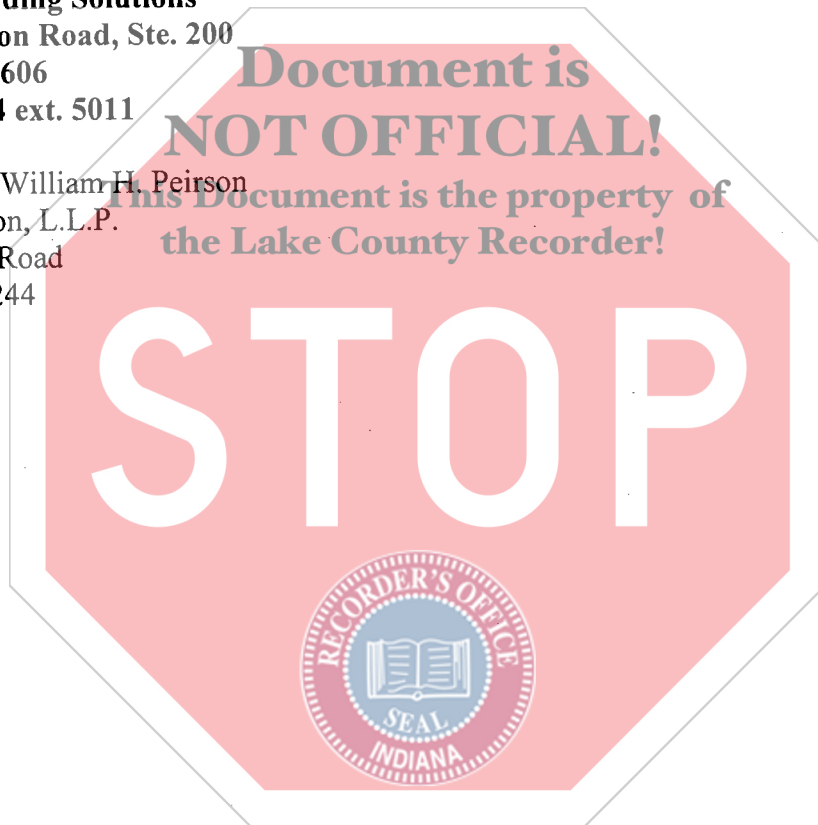 ding Solutions
on Road, Ste. 200
606
4 ext. 5011
William H. Peirson
on, L.L.P.
Road
244
Document is
NOT OFFICIAL!
This Document is the property of
the Lake County Recorder!
STOP
RECORDER'S OFFICE
SEAL
INDIANA